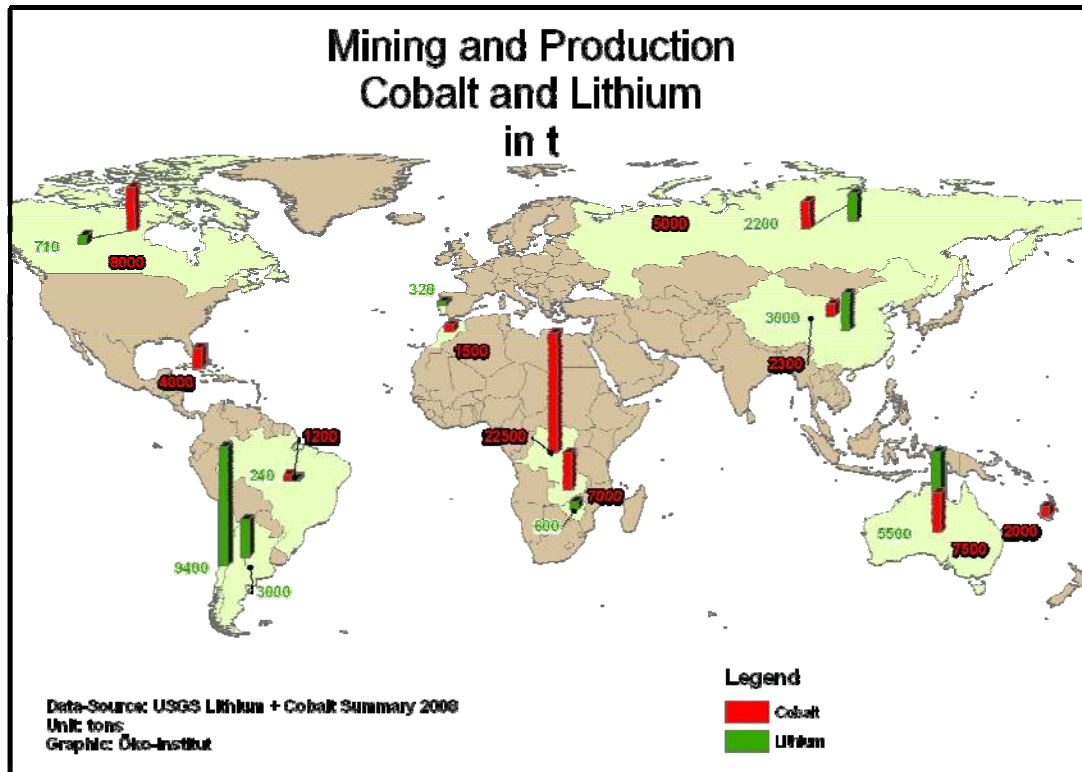 Mining and Production
Cobalt and Lithium
in t
710
8000
5000
2200
320
3000
1500
2300
4000
1200
22500
240
7000
600
5500
2000
7500
9400
3000
Legend
Data-Source: USGS Lithium + Cobalt Summary 2008
Cobalt
Unit: tons
Lithium
Graphic: Öko-Institut